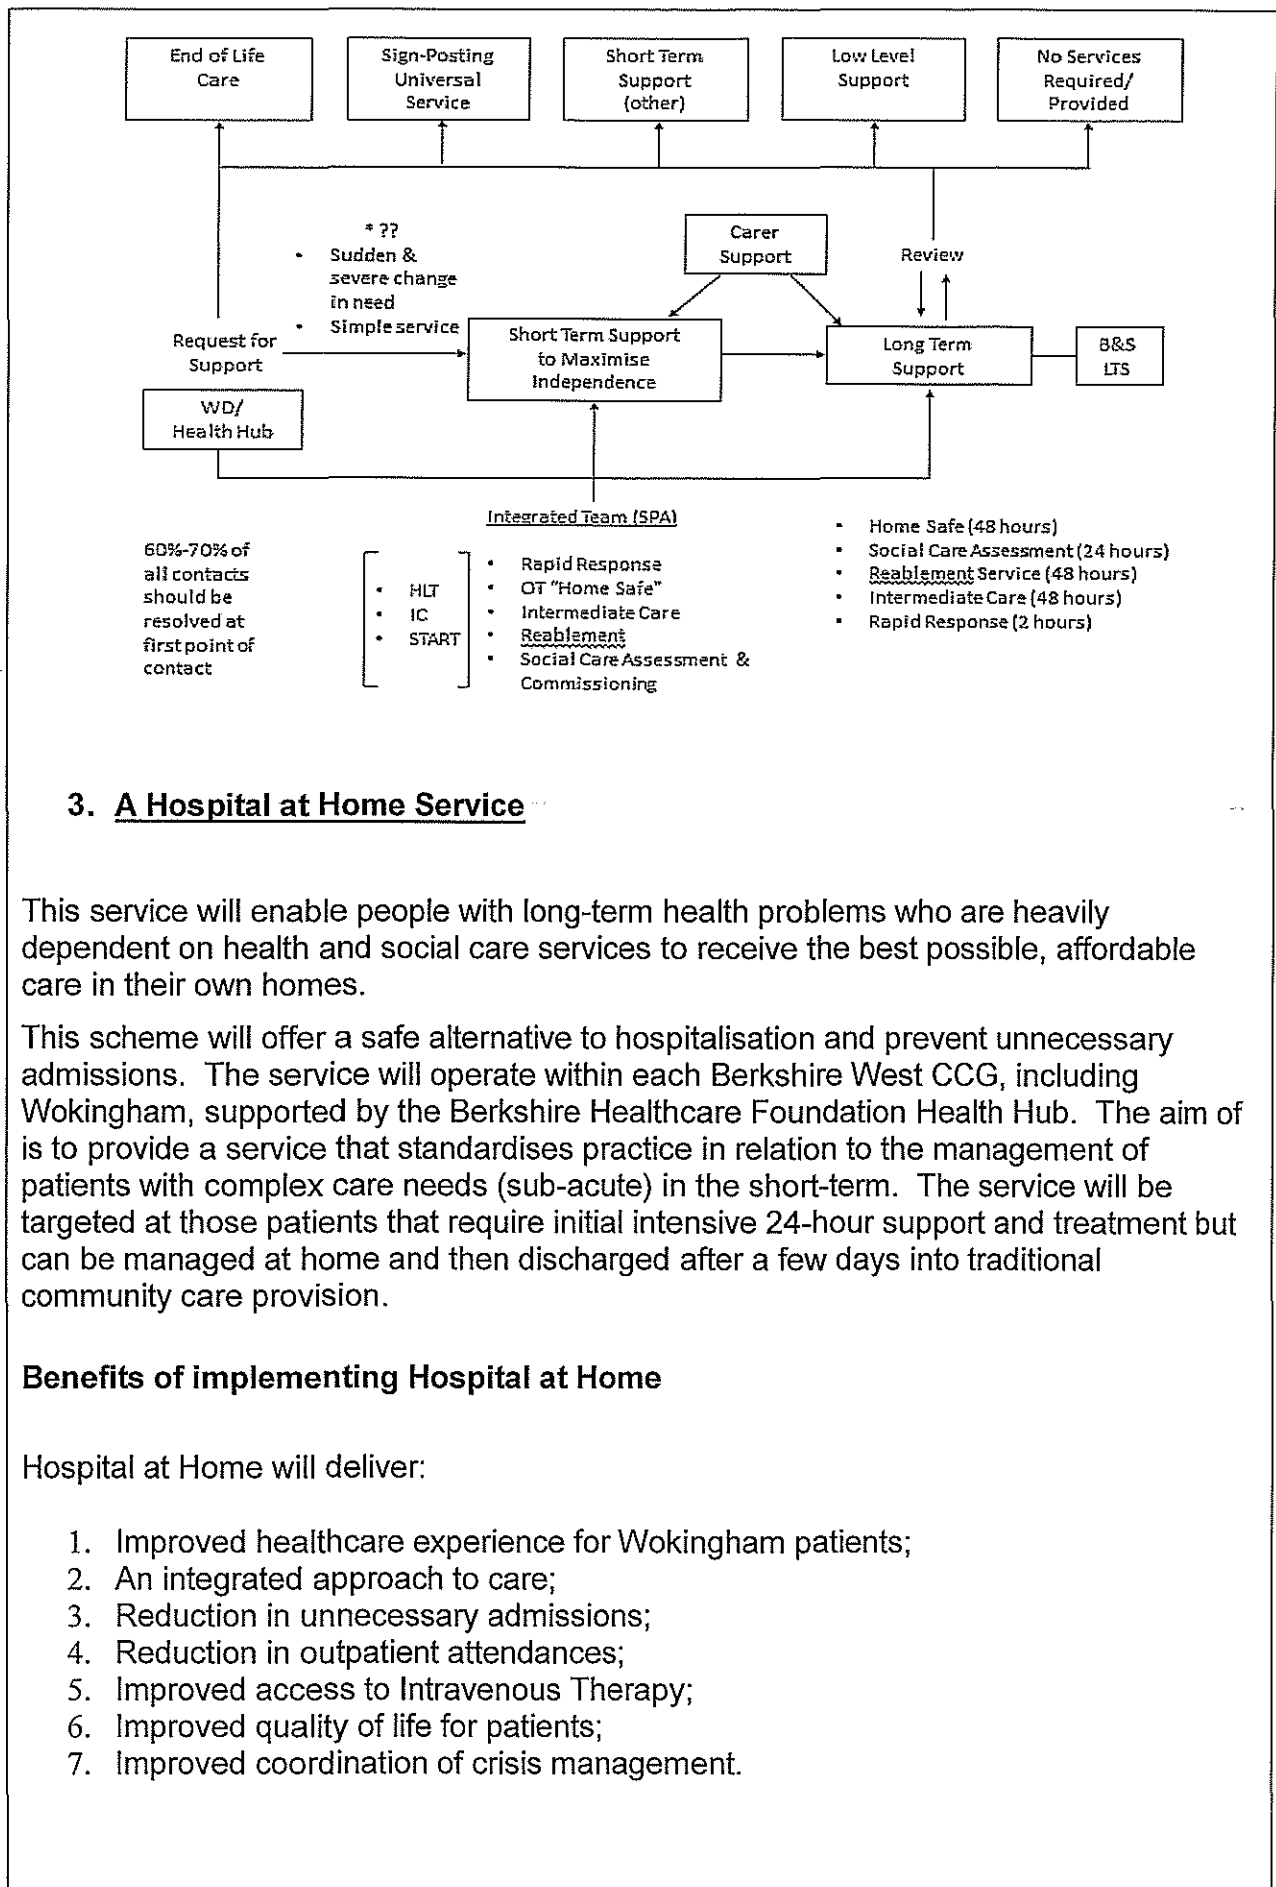 End of Life
Care
Sign-Posting
Universal
Service
Short Term
Support
(other)
Low Level
Support
No Services
Required/
Provided
* ??
• Sudden &
severe change
in need
• Simple service
Carer
Support
Review
Request for
Support
Short Term Support
to Maximise
Independence
Long Term
Support
B&S
LTS
WD/
Health Hub
60%-70% of
all contacts
should be
resolved at
first point of
contact
• HLT
• IC
• START
Integrated Team (SPA)
• Rapid Response
• OT "Home Safe"
• Intermediate Care
• Reablement
• Social Care Assessment &
Commissioning
• Home Safe (48 hours)
• Social Care Assessment (24 hours)
• Reablement Service (48 hours)
• Intermediate Care (48 hours)
• Rapid Response (2 hours)
3. A Hospital at Home Service
This service will enable people with long-term health problems who are heavily
dependent on health and social care services to receive the best possible, affordable
care in their own homes.
This scheme will offer a safe alternative to hospitalisation and prevent unnecessary
admissions. The service will operate within each Berkshire West CCG, including
Wokingham, supported by the Berkshire Healthcare Foundation Health Hub. The aim of
is to provide a service that standardises practice in relation to the management of
patients with complex care needs (sub-acute) in the short-term. The service will be
targeted at those patients that require initial intensive 24-hour support and treatment but
can be managed at home and then discharged after a few days into traditional
community care provision.
Benefits of implementing Hospital at Home
Hospital at Home will deliver:
1. Improved healthcare experience for Wokingham patients;
2. An integrated approach to care;
3. Reduction in unnecessary admissions;
4. Reduction in outpatient attendances;
5. Improved access to Intravenous Therapy;
6. Improved quality of life for patients;
7. Improved coordination of crisis management.